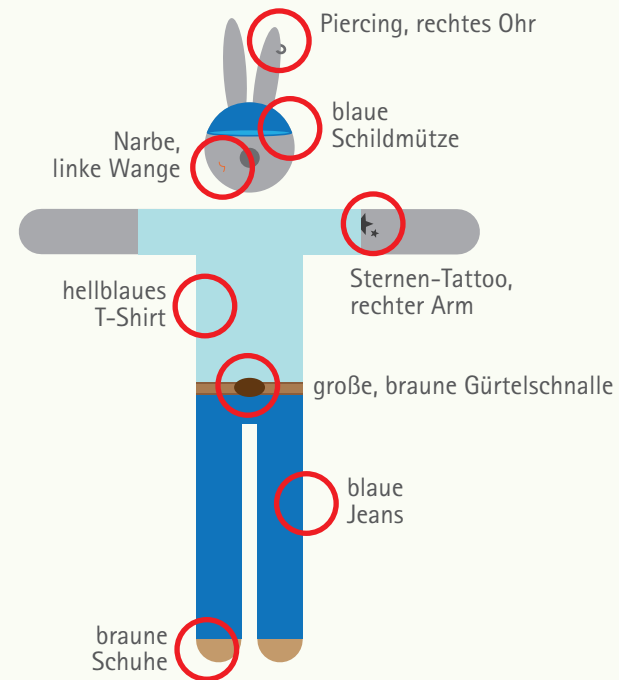 Piercing, rechtes Ohr
blaue
Schildmütze
Narbe,
linke Wange
Sternen-Tattoo,
rechter Arm
hellblaues
T-Shirt
große, braune Gürtelschnalle
blaue
Jeans
braune
Schuhe